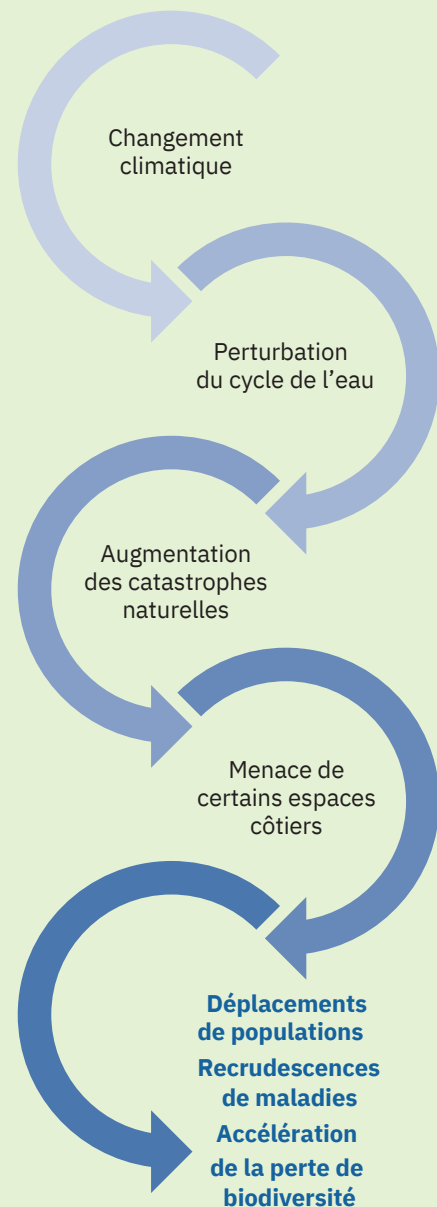 Changement
climatique
Perturbation
du cycle de l’eau
Augmentation
des catastrophes
naturelles
Menace de
certains espaces
côtiers
Déplacements
de populations
Recrudescences
de maladies
Accélération
de la perte de
biodiversité